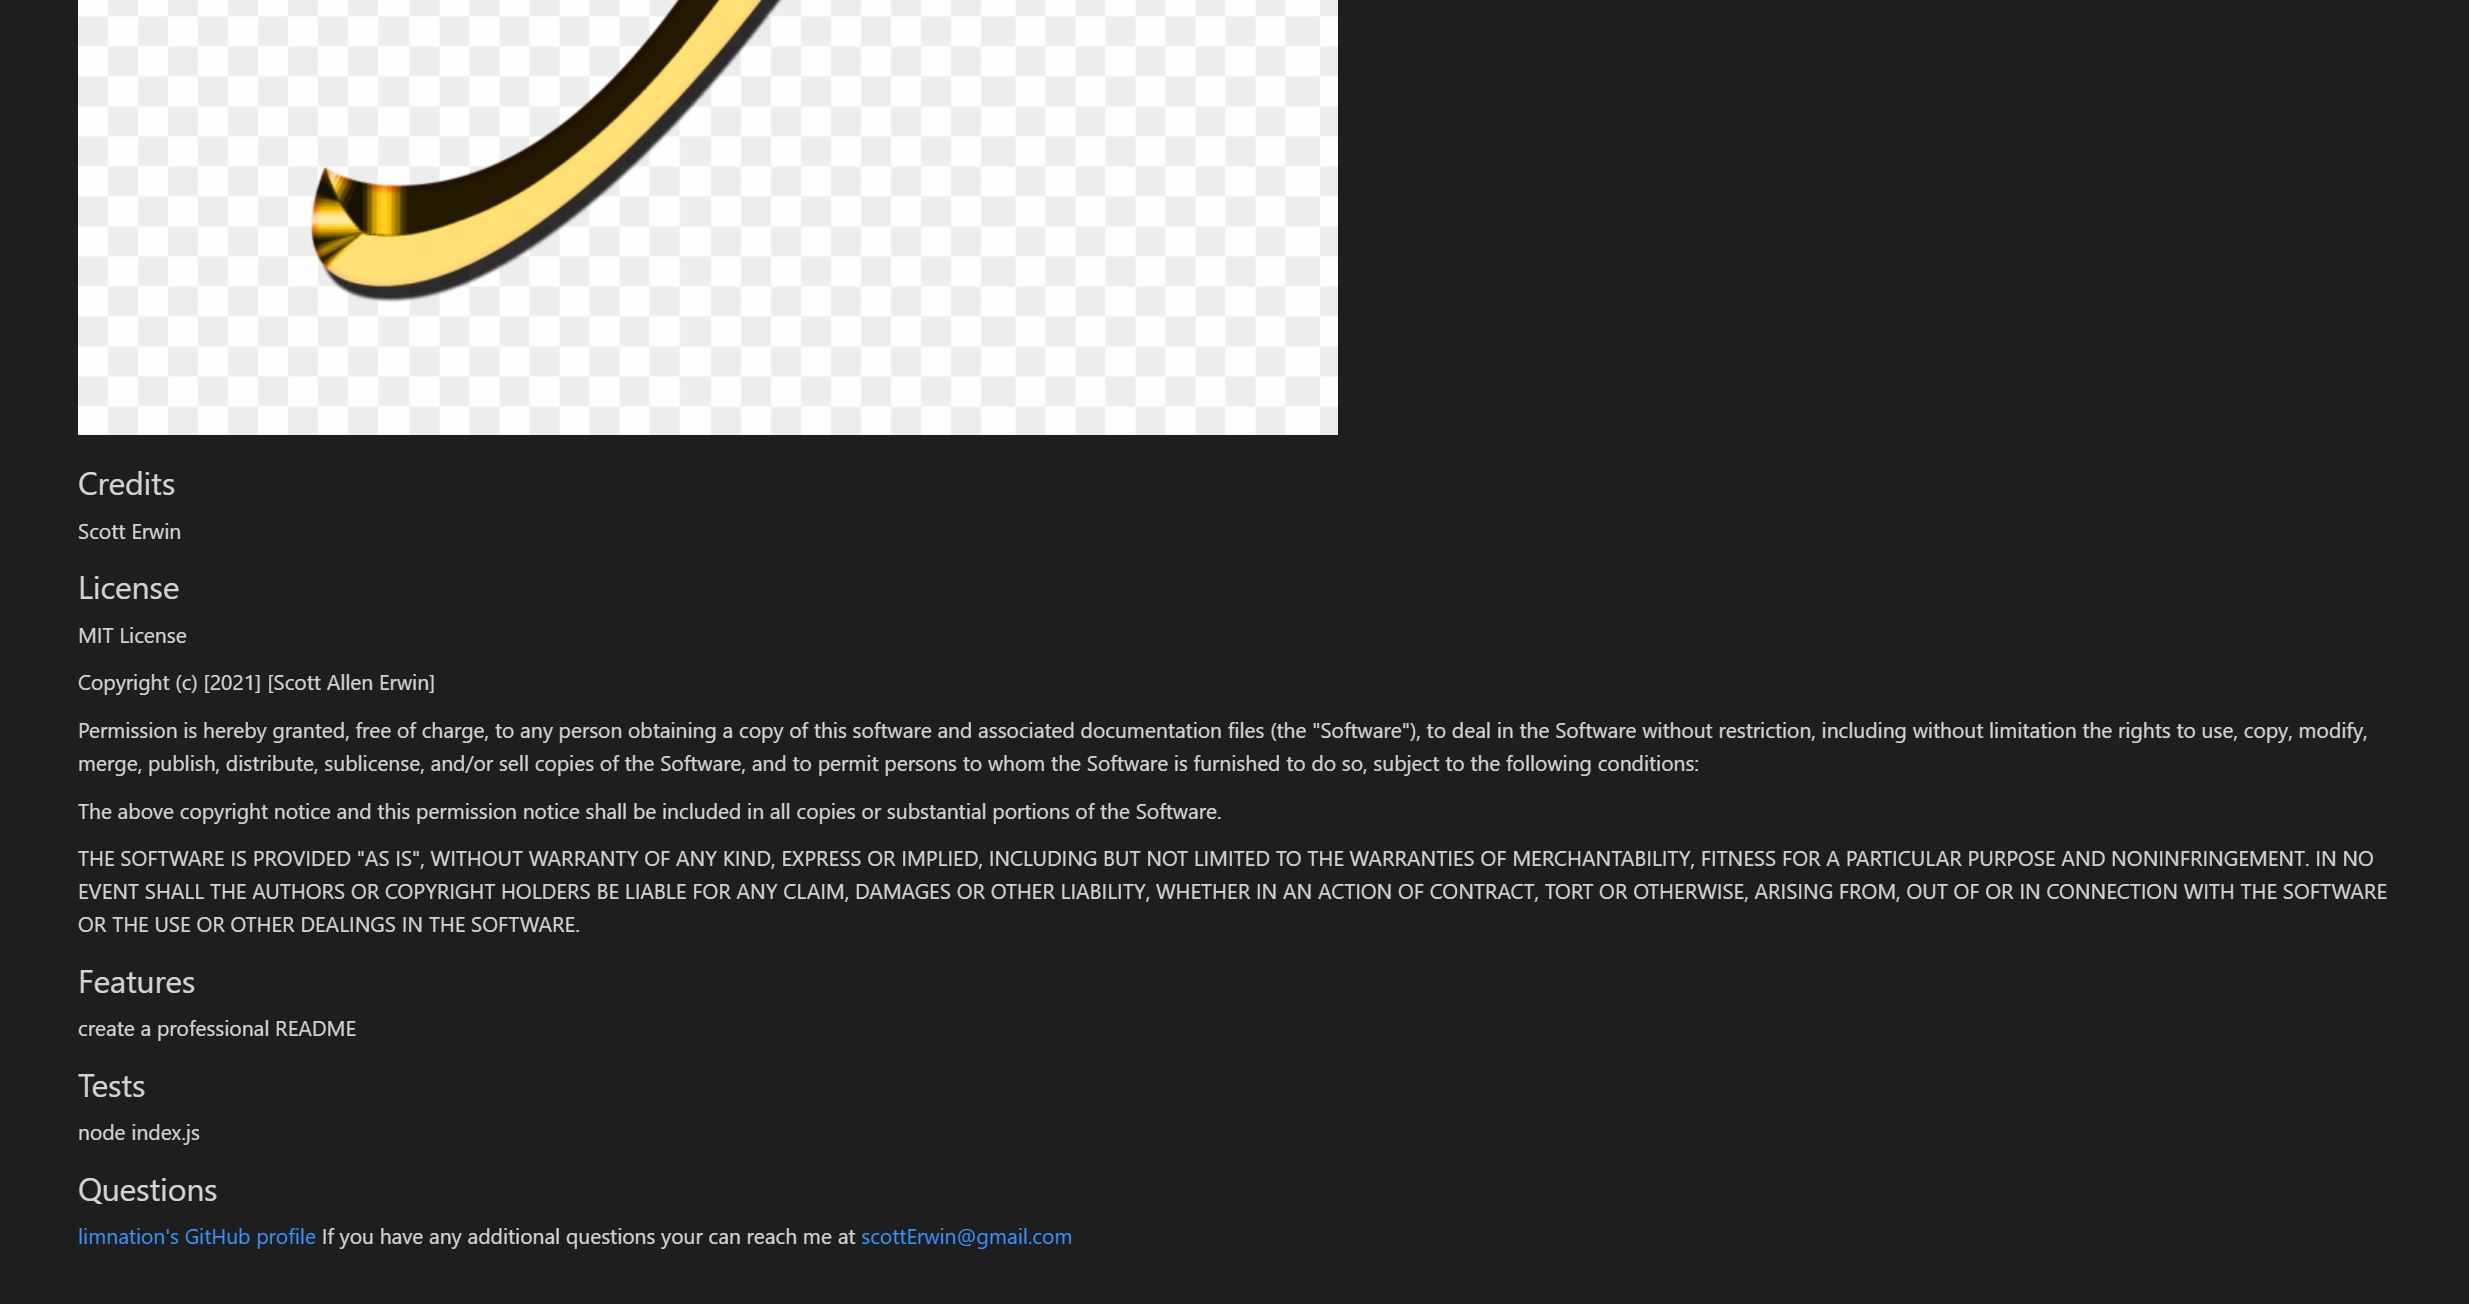 Credits
Scott Erwin
License
MIT License
Copyright (c) [2021] [Scott Allen Erwin]
Permission is hereby granted, free of charge, to any person obtaining a copy of this software and associated documentation files (the "Software"), to deal in the Software without restriction, including without limitation the rights to use, copy, modify,
merge, publish, distribute, sublicense, and/or sell copies of the Software, and to permit persons to whom the Software is furnished to do so, subject to the following conditions:
The above copyright notice and this permission notice shall be included in all copies or substantial portions of the Software.
THE SOFTWARE IS PROVIDED "AS IS", WITHOUT WARRANTY OF ANY KIND, EXPRESS OR IMPLIED, INCLUDING BUT NOT LIMITED TO THE WARRANTIES OF MERCHANTABILITY, FITNESS FOR A PARTICULAR PURPOSE AND NONINFRINGEMENT. IN NO
EVENT SHALL THE AUTHORS OR COPYRIGHT HOLDERS BE LIABLE FOR ANY CLAIM, DAMAGES OR OTHER LIABILITY, WHETHER IN AN ACTION OF CONTRACT, TORT OR OTHERWISE, ARISING FROM, OUT OF OR IN CONNECTION WITH THE SOFTWARE
OR THE USE OR OTHER DEALINGS IN THE SOFTWARE.
Features
create a professional README
Tests
node index.js
Questions
limnation's GitHub profile If you have any additional questions your can reach me at scottErwin@gmail.com